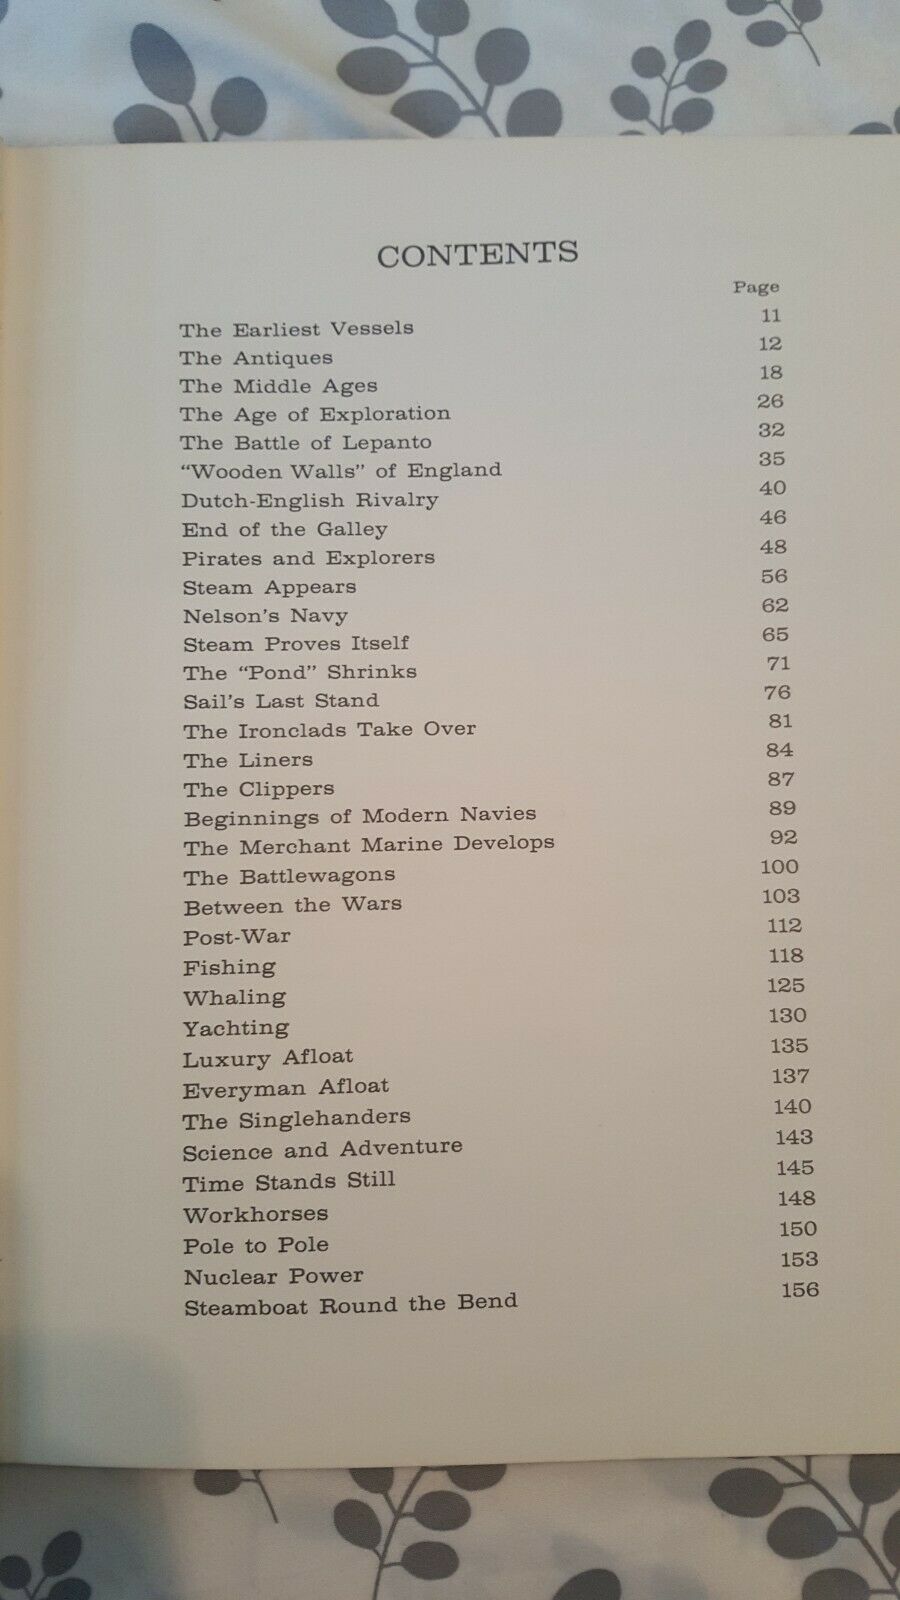 CONTENTS
Page
The Earliest Vessels 11
The Antiques 12
The Middle Ages 18
The Age of Exploration 26
The Battle of Lepanto 32
“Wooden Walls” of England 35
Dutch-English Rivalry 40
End of the Galley 46
Pirates and Explorers 48
Steam Appears 56
Nelson's Navy 62
Steam Proves Itself 65
The “Pond” Shrinks 71
Sail's Last Stand 76
The Ironclads Take Over 81
The Liners 84
The Clippers 87
Beginnings of Modern Navies 89
The Merchant Marine Develops 92
The Battlewagons 100
Between the Wars 103
Post-War 112
Fishing 118
Whaling 125
Yachting 130
Luxury Afloat 135
Everyman Afloat 137
The Singlehanders 140
Science and Adventure 143
Time Stands Still 145
Workhorses 148
Pole to Pole 150
Nuclear Power 153
Steamboat Round the Bend 156